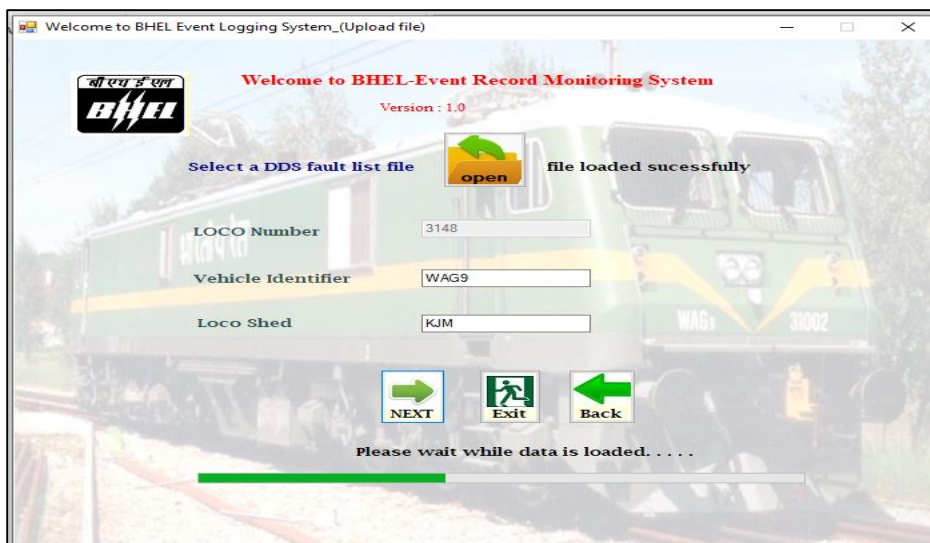 Welcome to BHEL Event Logging System_(Upload file)
बी एच ई एल
BHEL
Welcome to BHEL-Event Record Monitoring System
Version : 1.0
Select a DDS fault list file
open
file loaded sucessfully
LOCO Number
3148
Vehicle Identifier
WAG9
Loco Shed
KJM
WAG9
31002
NEXT
Exit
Back
Please wait while data is loaded. . . . .